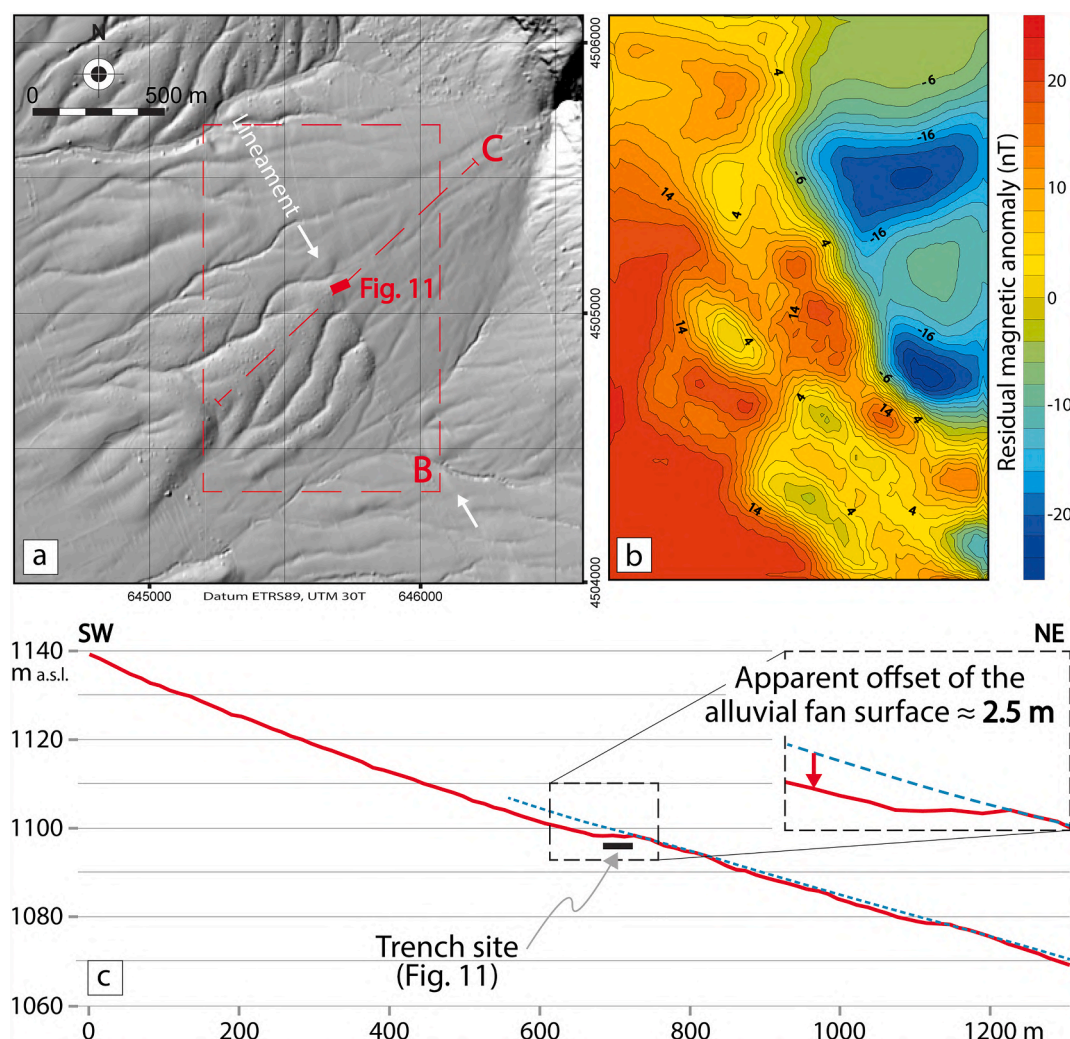 N
0 500 m
Lineament
C
Fig. 11
B
a
4506000
4505000
4504000
645000 646000
Datum ETRS89, UTM 30T
4
-6
-16
-6
14
4
-16
4
14
14
4
-16
-6
14
4
4
14
4
4
b
Residual magnetic anomaly (nT)
20
10
0
-10
-20
SW NE
1140
m a.s.l.
1120
1100
1080
1060
Apparent offset of the
alluvial fan surface ≈ 2.5 m
Trench site
(Fig. 11)
c
0 200 400 600 800 1000 1200 m